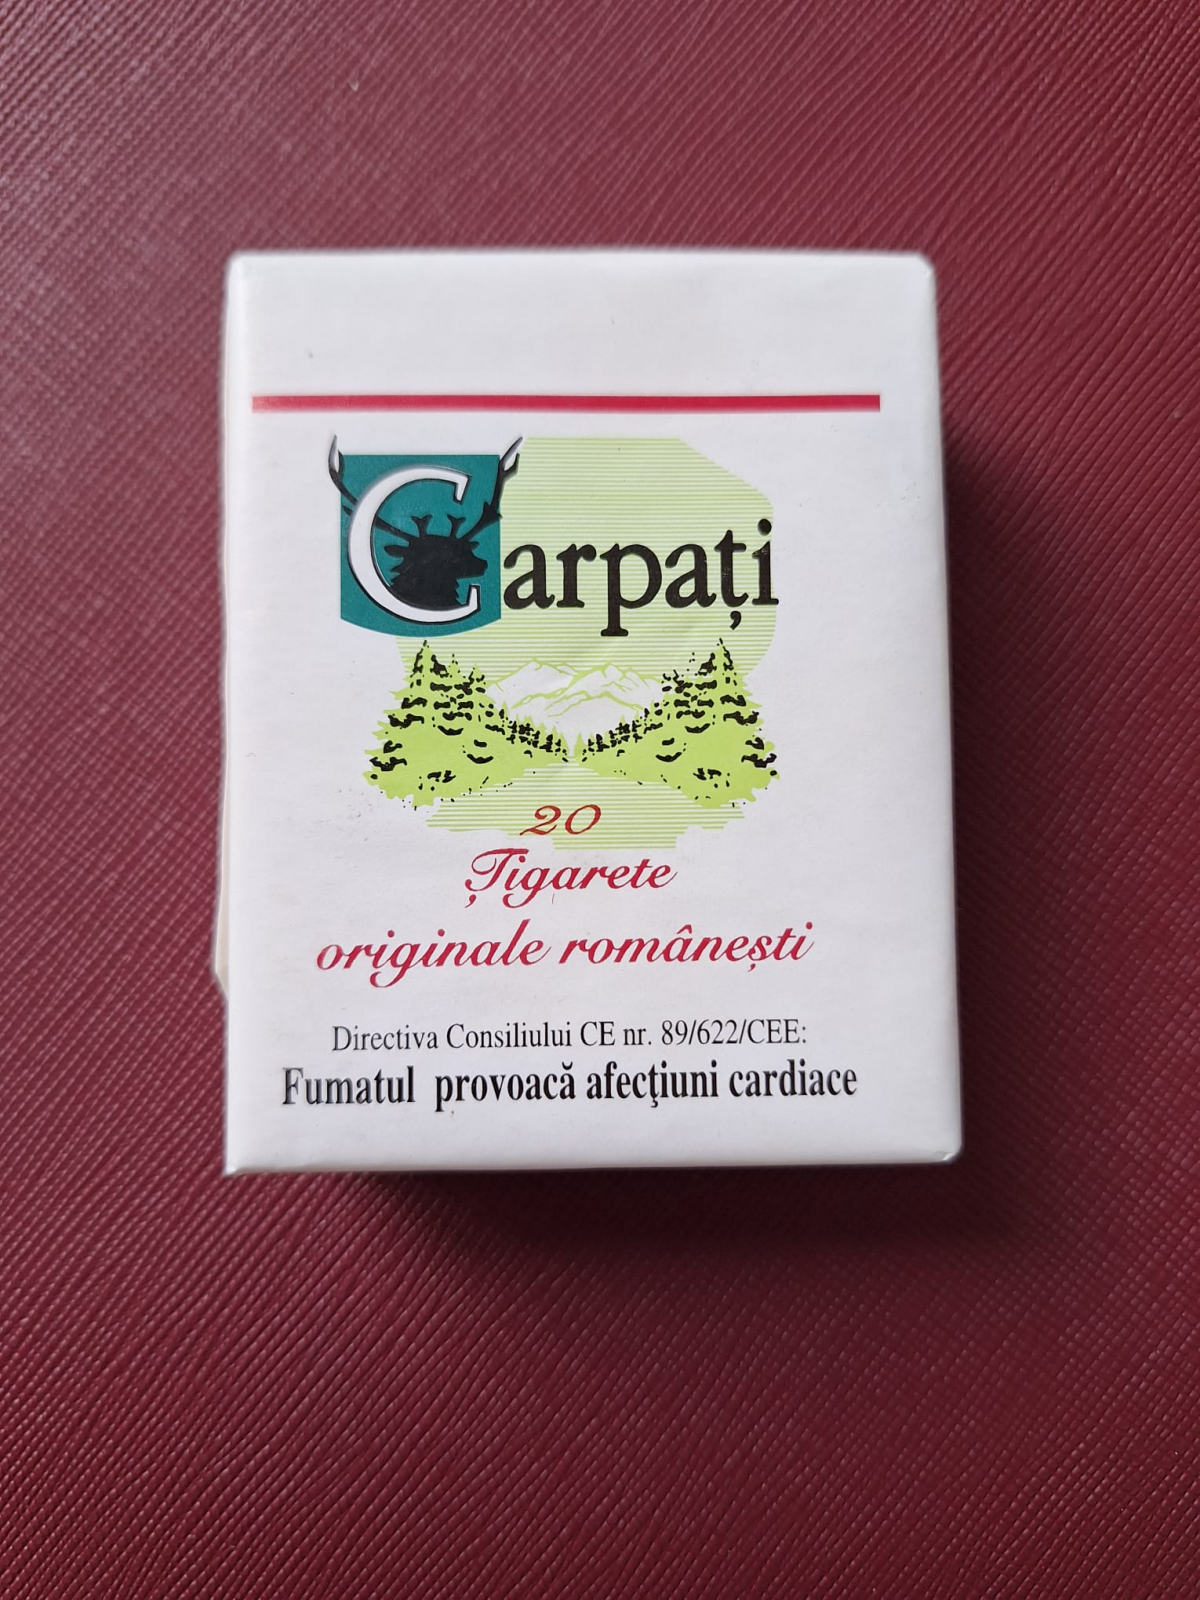 Carpați
20
Țigarete
originale românești
Directiva Consiliului CE nr. 89/622/CEE:
Fumatul provoacă afecţiuni cardiace